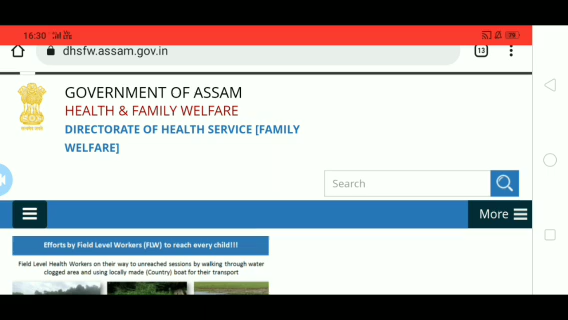 16:30
dhsfw.assam.gov.in
13
GOVERNMENT OF ASSAM
HEALTH & FAMILY WELFARE
DIRECTORATE OF HEALTH SERVICE [FAMILY
WELFARE]
Search
More
Efforts by Field Level Workers (FLW) to reach every child!!!
Field Level Health Workers on their way to unreached sessions by walking through water
clogged area and using locally made (Country) boat for their transport